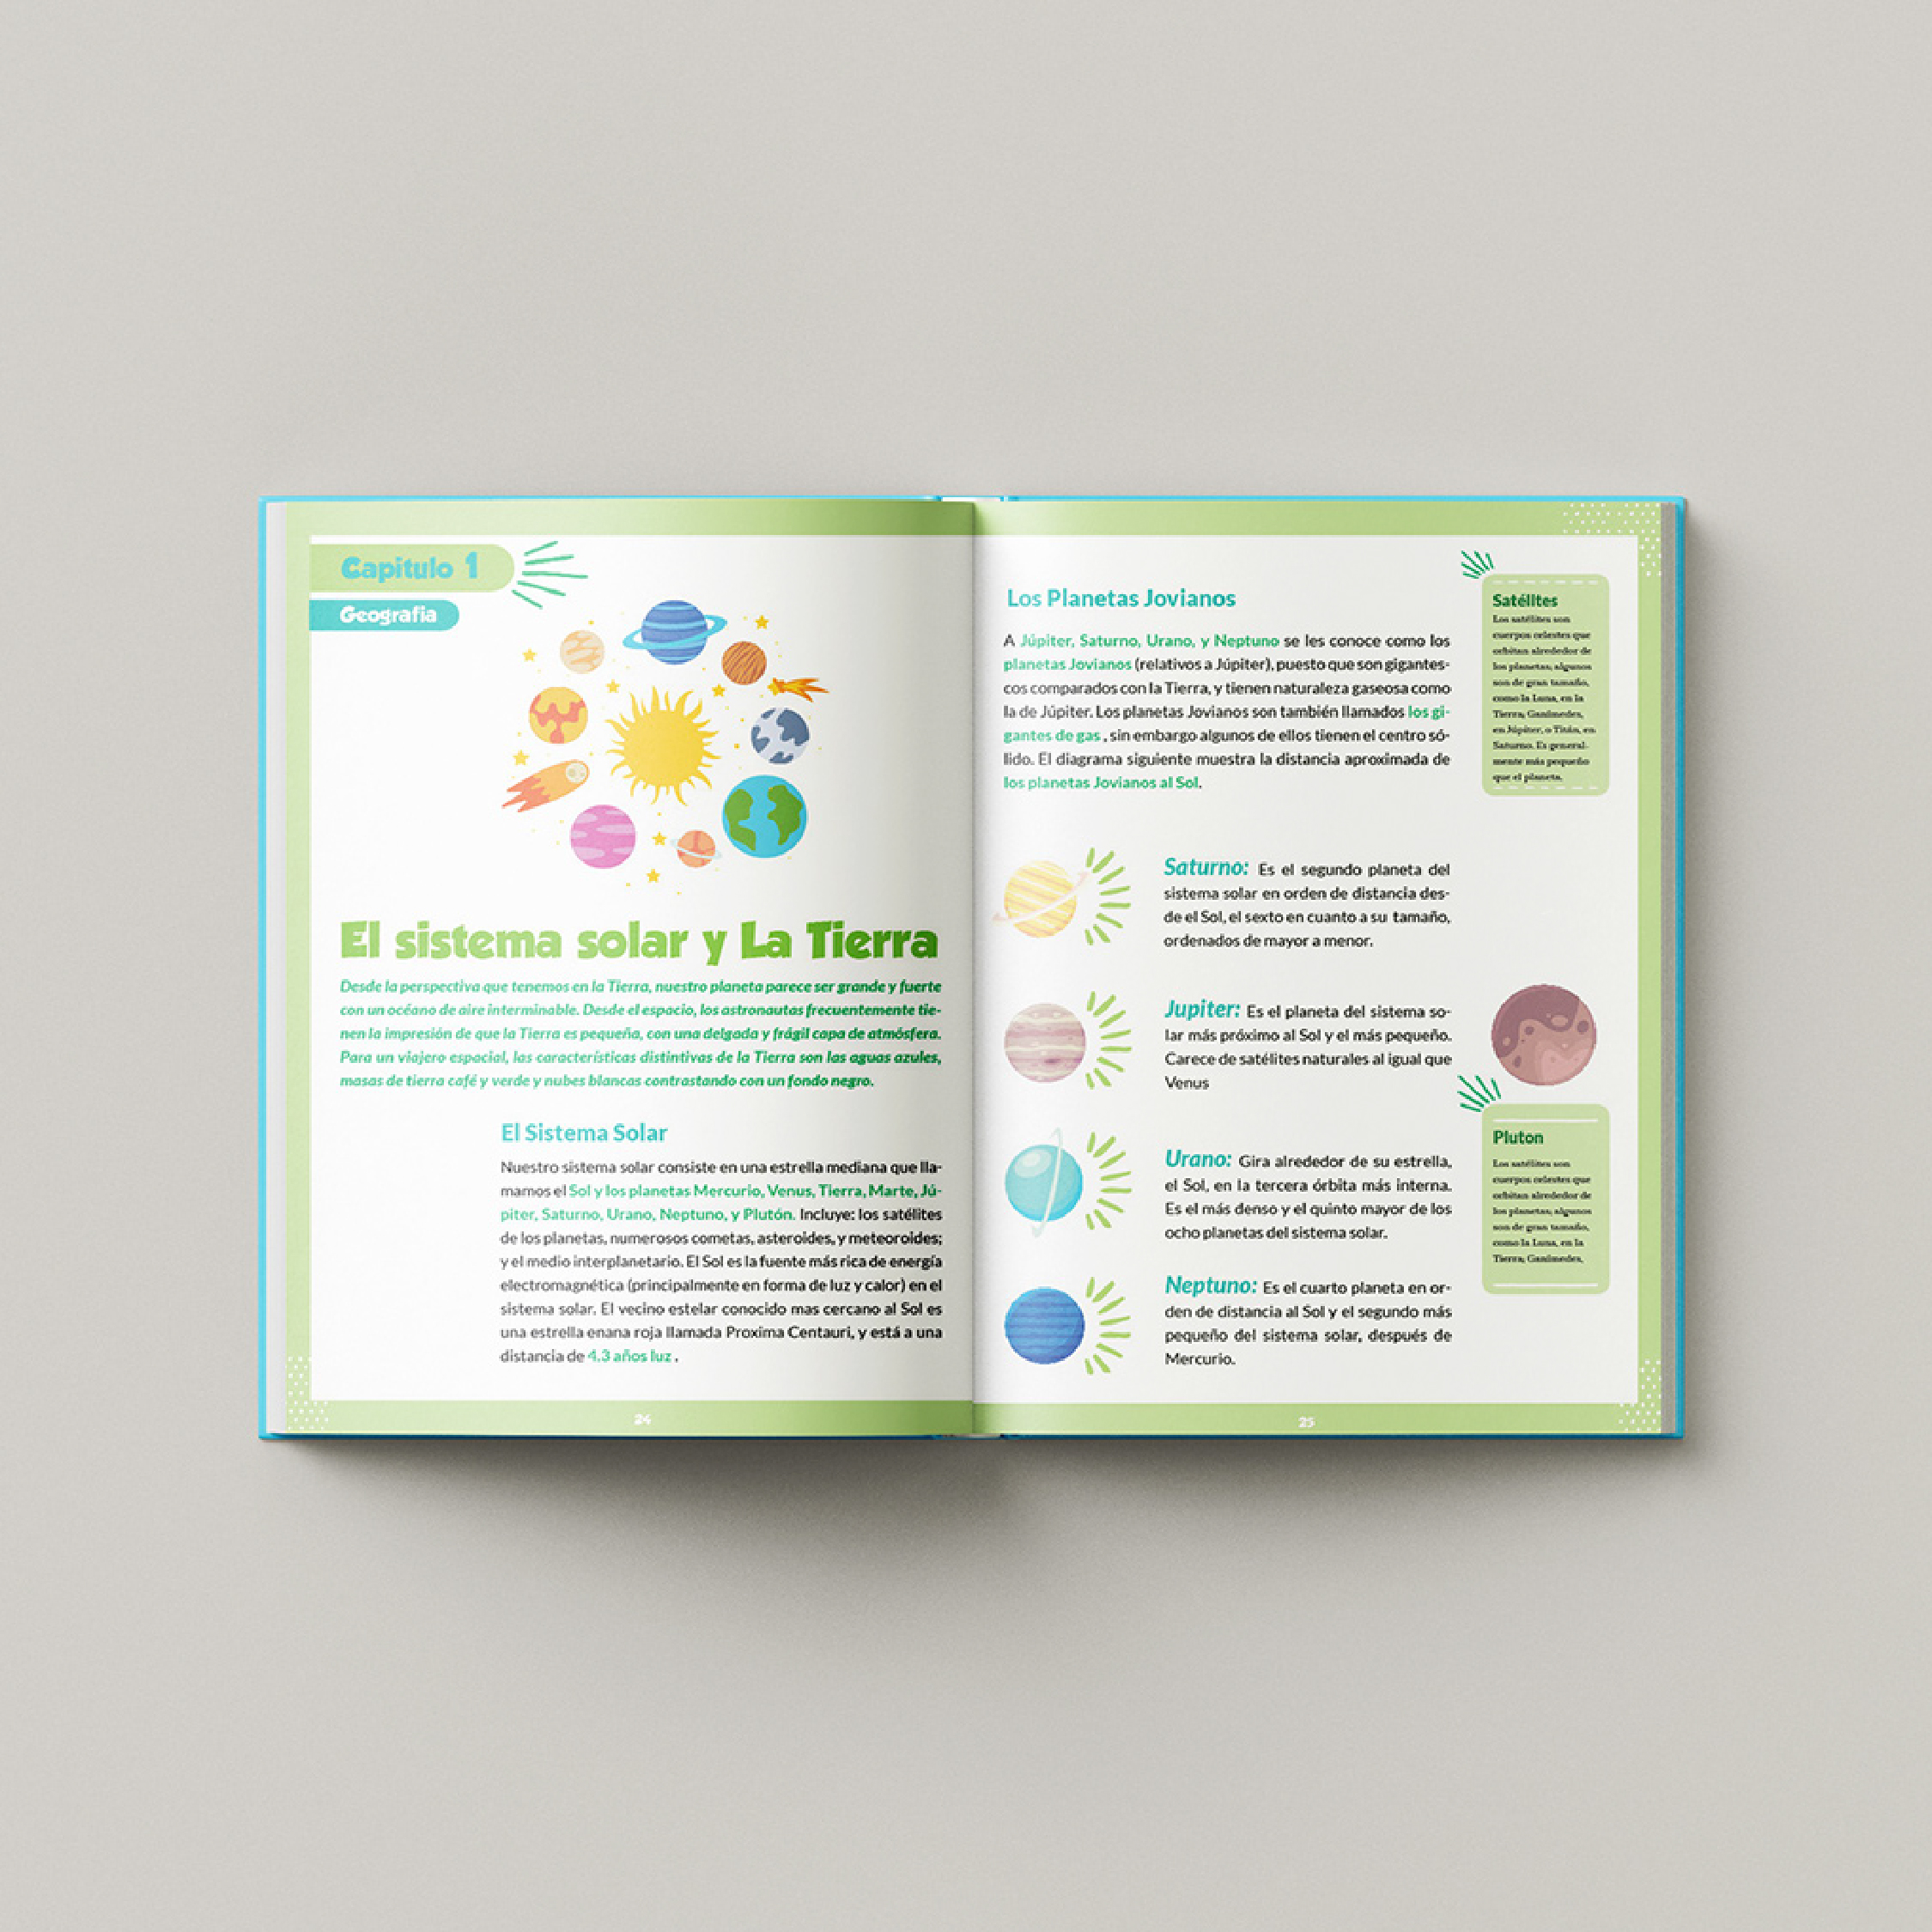 Capitulo 1
Geografia
El sistema solar y La Tierra
Desde la perspectiva que tenemos en la Tierra, nuestro planeta parece ser grande y fuerte
con un océano de aire interminable. Desde el espacio, los astronautas frecuentemente tie-
nen la impresión de que la Tierra es pequeña, con una delgada y frágil capa de atmósfera.
Para un viajero espacial, las características distintivas de la Tierra son las aguas azules,
masas de tierra café y verde y nubes blancas contrastando con un fondo negro.
El Sistema Solar
Nuestro sistema solar consiste en una estrella mediana que lla-
mamos el Sol y los planetas Mercurio, Venus, Tierra, Marte, Jú-
piter, Saturno, Urano, Neptuno, y Plutón. Incluye: los satélites
de los planetas, numerosos cometas, asteroides, y meteoroides;
y el medio interplanetario. El Sol es la fuente más rica de energía
electromagnética (principalmente en forma de luz y calor) en el
sistema solar. El vecino estelar conocido mas cercano al Sol es
una estrella enana roja llamada Proxima Centauri, y está a una
distancia de 4.3 años luz .
24
Los Planetas Jovianos
A Júpiter, Saturno, Urano, y Neptuno se les conoce como los
planetas Jovianos (relativos a Júpiter), puesto que son gigantes-
cos comparados con la Tierra, y tienen naturaleza gaseosa como
la de Júpiter. Los planetas Jovianos son también llamados los gi-
gantes de gas , sin embargo algunos de ellos tienen el centro só-
lido. El diagrama siguiente muestra la distancia aproximada de
los planetas Jovianos al Sol.
Saturno: Es el segundo planeta del
sistema solar en orden de distancia des-
de el Sol, el sexto en cuanto a su tamaño,
ordenados de mayor a menor.
Jupiter: Es el planeta del sistema so-
lar más próximo al Sol y el más pequeño.
Carece de satélites naturales al igual que
Venus
Urano: Gira alrededor de su estrella,
el Sol, en la tercera órbita más interna.
Es el más denso y el quinto mayor de los
ocho planetas del sistema solar.
Neptuno: Es el cuarto planeta en or-
den de distancia al Sol y el segundo más
pequeño del sistema solar, después de
Mercurio.
Satélites
Los satélites son
cuerpos celestes que
orbitan alrededor de
los planetas; algunos
son de gran tamaño,
como la Luna, en la
Tierra; Ganimedes,
en Júpiter, o Titán, en
Saturno. Es general-
mente más pequeño
que el planeta.
Pluton
Los satélites son
cuerpos celestes que
orbitan alrededor de
los planetas; algunos
son de gran tamaño,
como la Luna, en la
Tierra; Ganimedes,
25